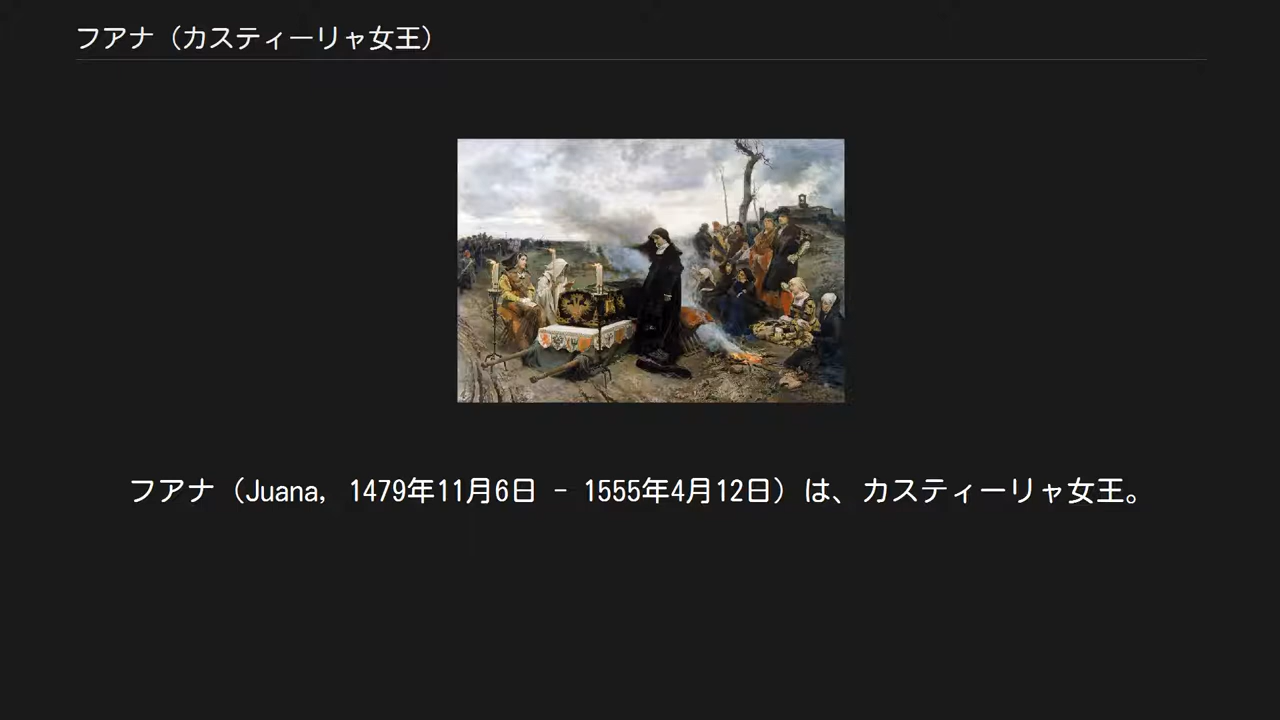 フアナ（カスティーリャ女王）
フアナ（Juana, 1479年11月6日 - 1555年4月12日）は、カスティーリャ女王。